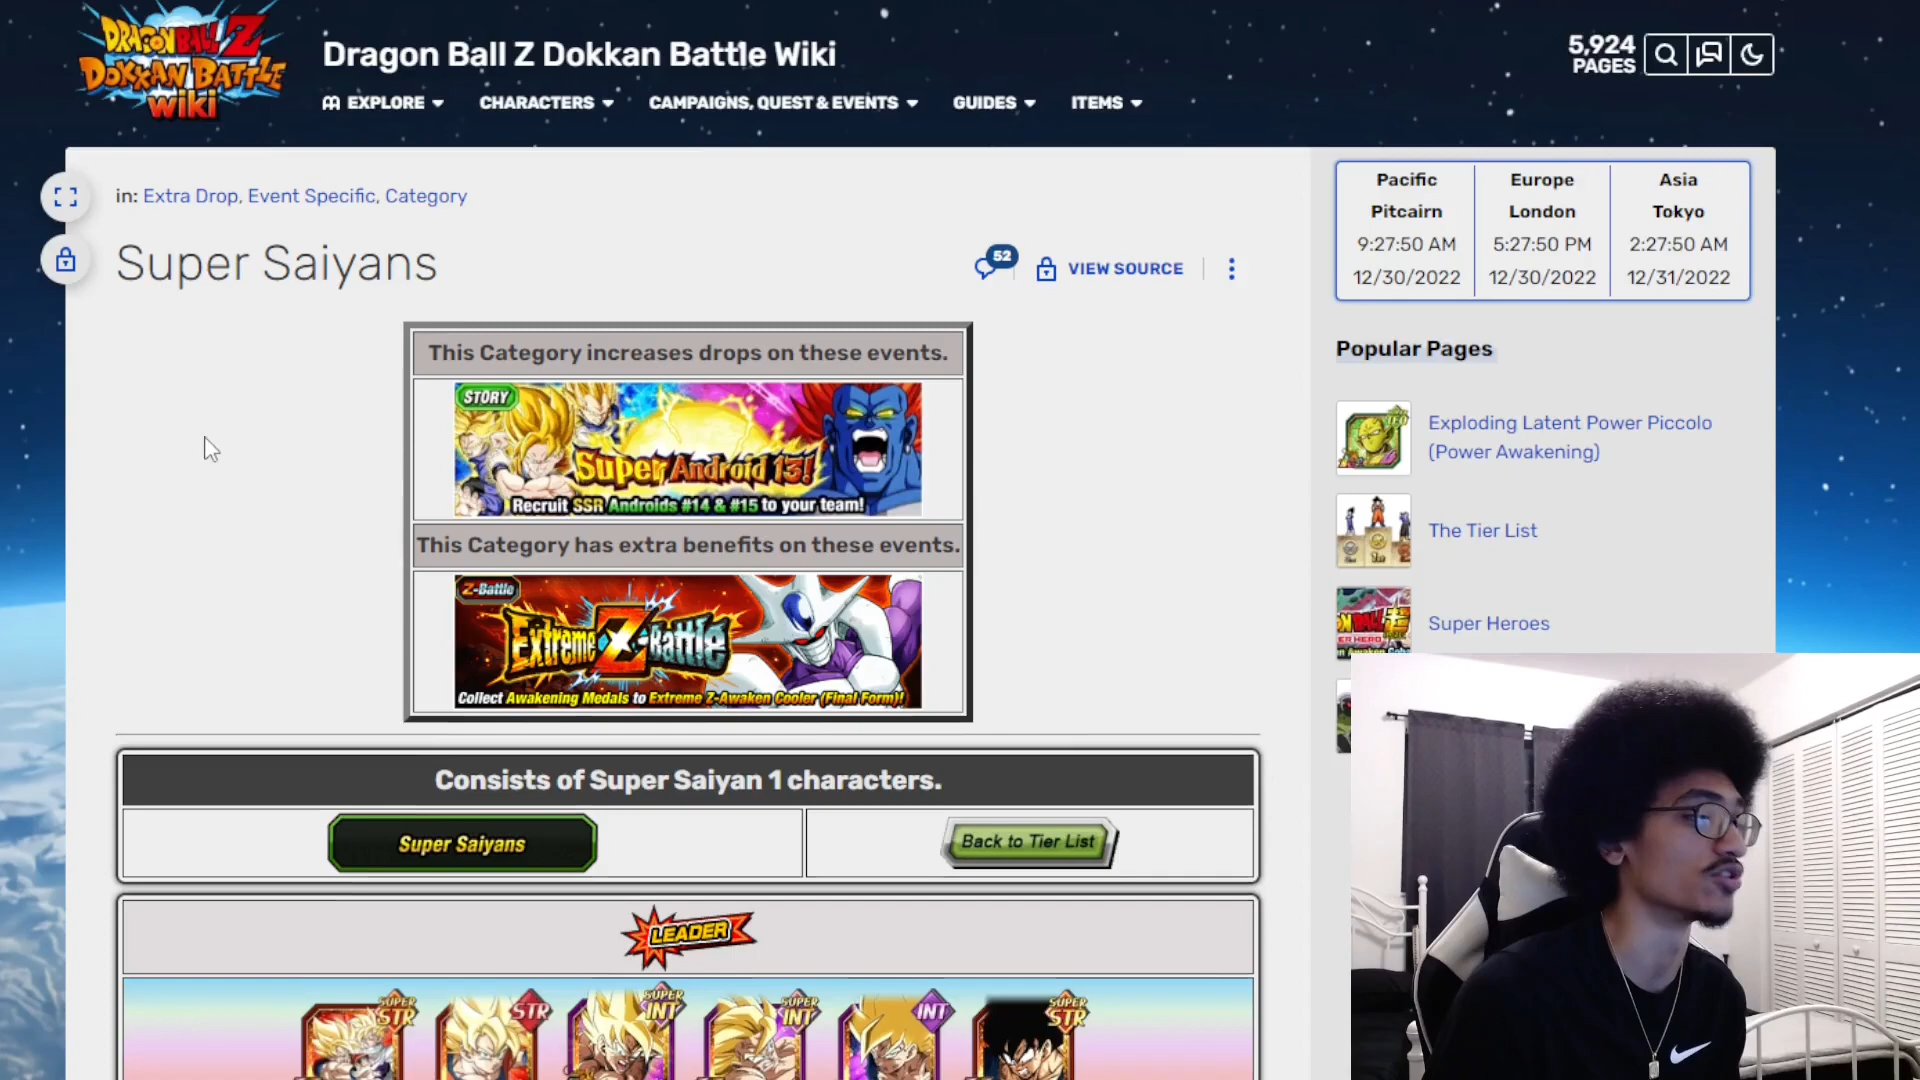 DRAGON BALL Z
DOKKAN BATTLE
WIKI
Dragon Ball Z Dokkan Battle Wiki
EXPLORE
CHARACTERS
CAMPAIGNS, QUEST & EVENTS
GUIDES
ITEMS
5,924
PAGES
in: Extra Drop, Event Specific, Category
Super Saiyans
52
VIEW SOURCE
This Category increases drops on these events.
STORY
Super Android 13!
Recruit SSR Androids #14 & #15 to your team!
This Category has extra benefits on these events.
Z-Battle
Extreme Z-Battle
Collect Awakening Medals to Extreme Z-Awaken Cooler (Final Form)!
Consists of Super Saiyan 1 characters.
Super Saiyans
Back to Tier List
LEADER
SUPER STR
STR
SUPER INT
SUPER INT
INT
SUPER STR
Pacific Europe Asia
Pitcairn London Tokyo
9:27:50 AM 5:27:50 PM 2:27:50 AM
12/30/2022 12/30/2022 12/31/2022
Popular Pages
Exploding Latent Power Piccolo
(Power Awakening)
The Tier List
Super Heroes